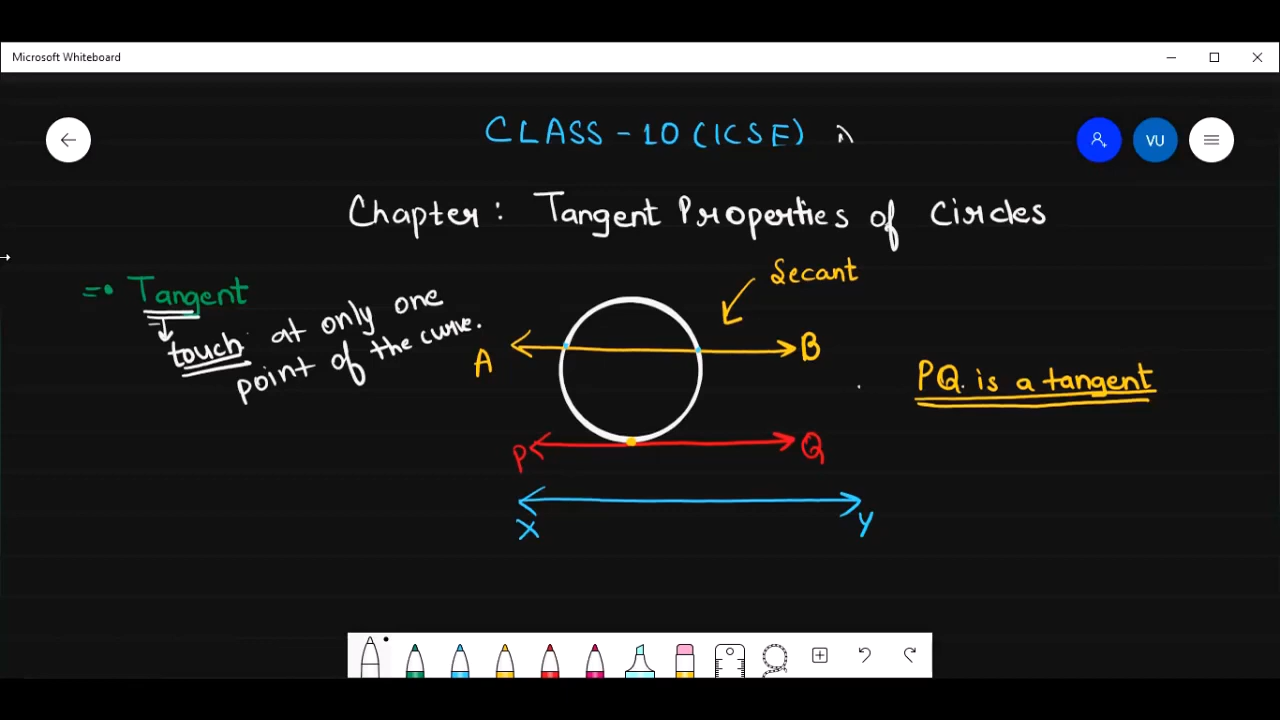 Microsoft Whiteboard
CLASS - 10 (ICSE)
VU
Chapter: Tangent Properties of Circles
Secant
=• Tangent
touch at only one
point of the curve.
A
B
PQ is a tangent
P
Q
X
Y